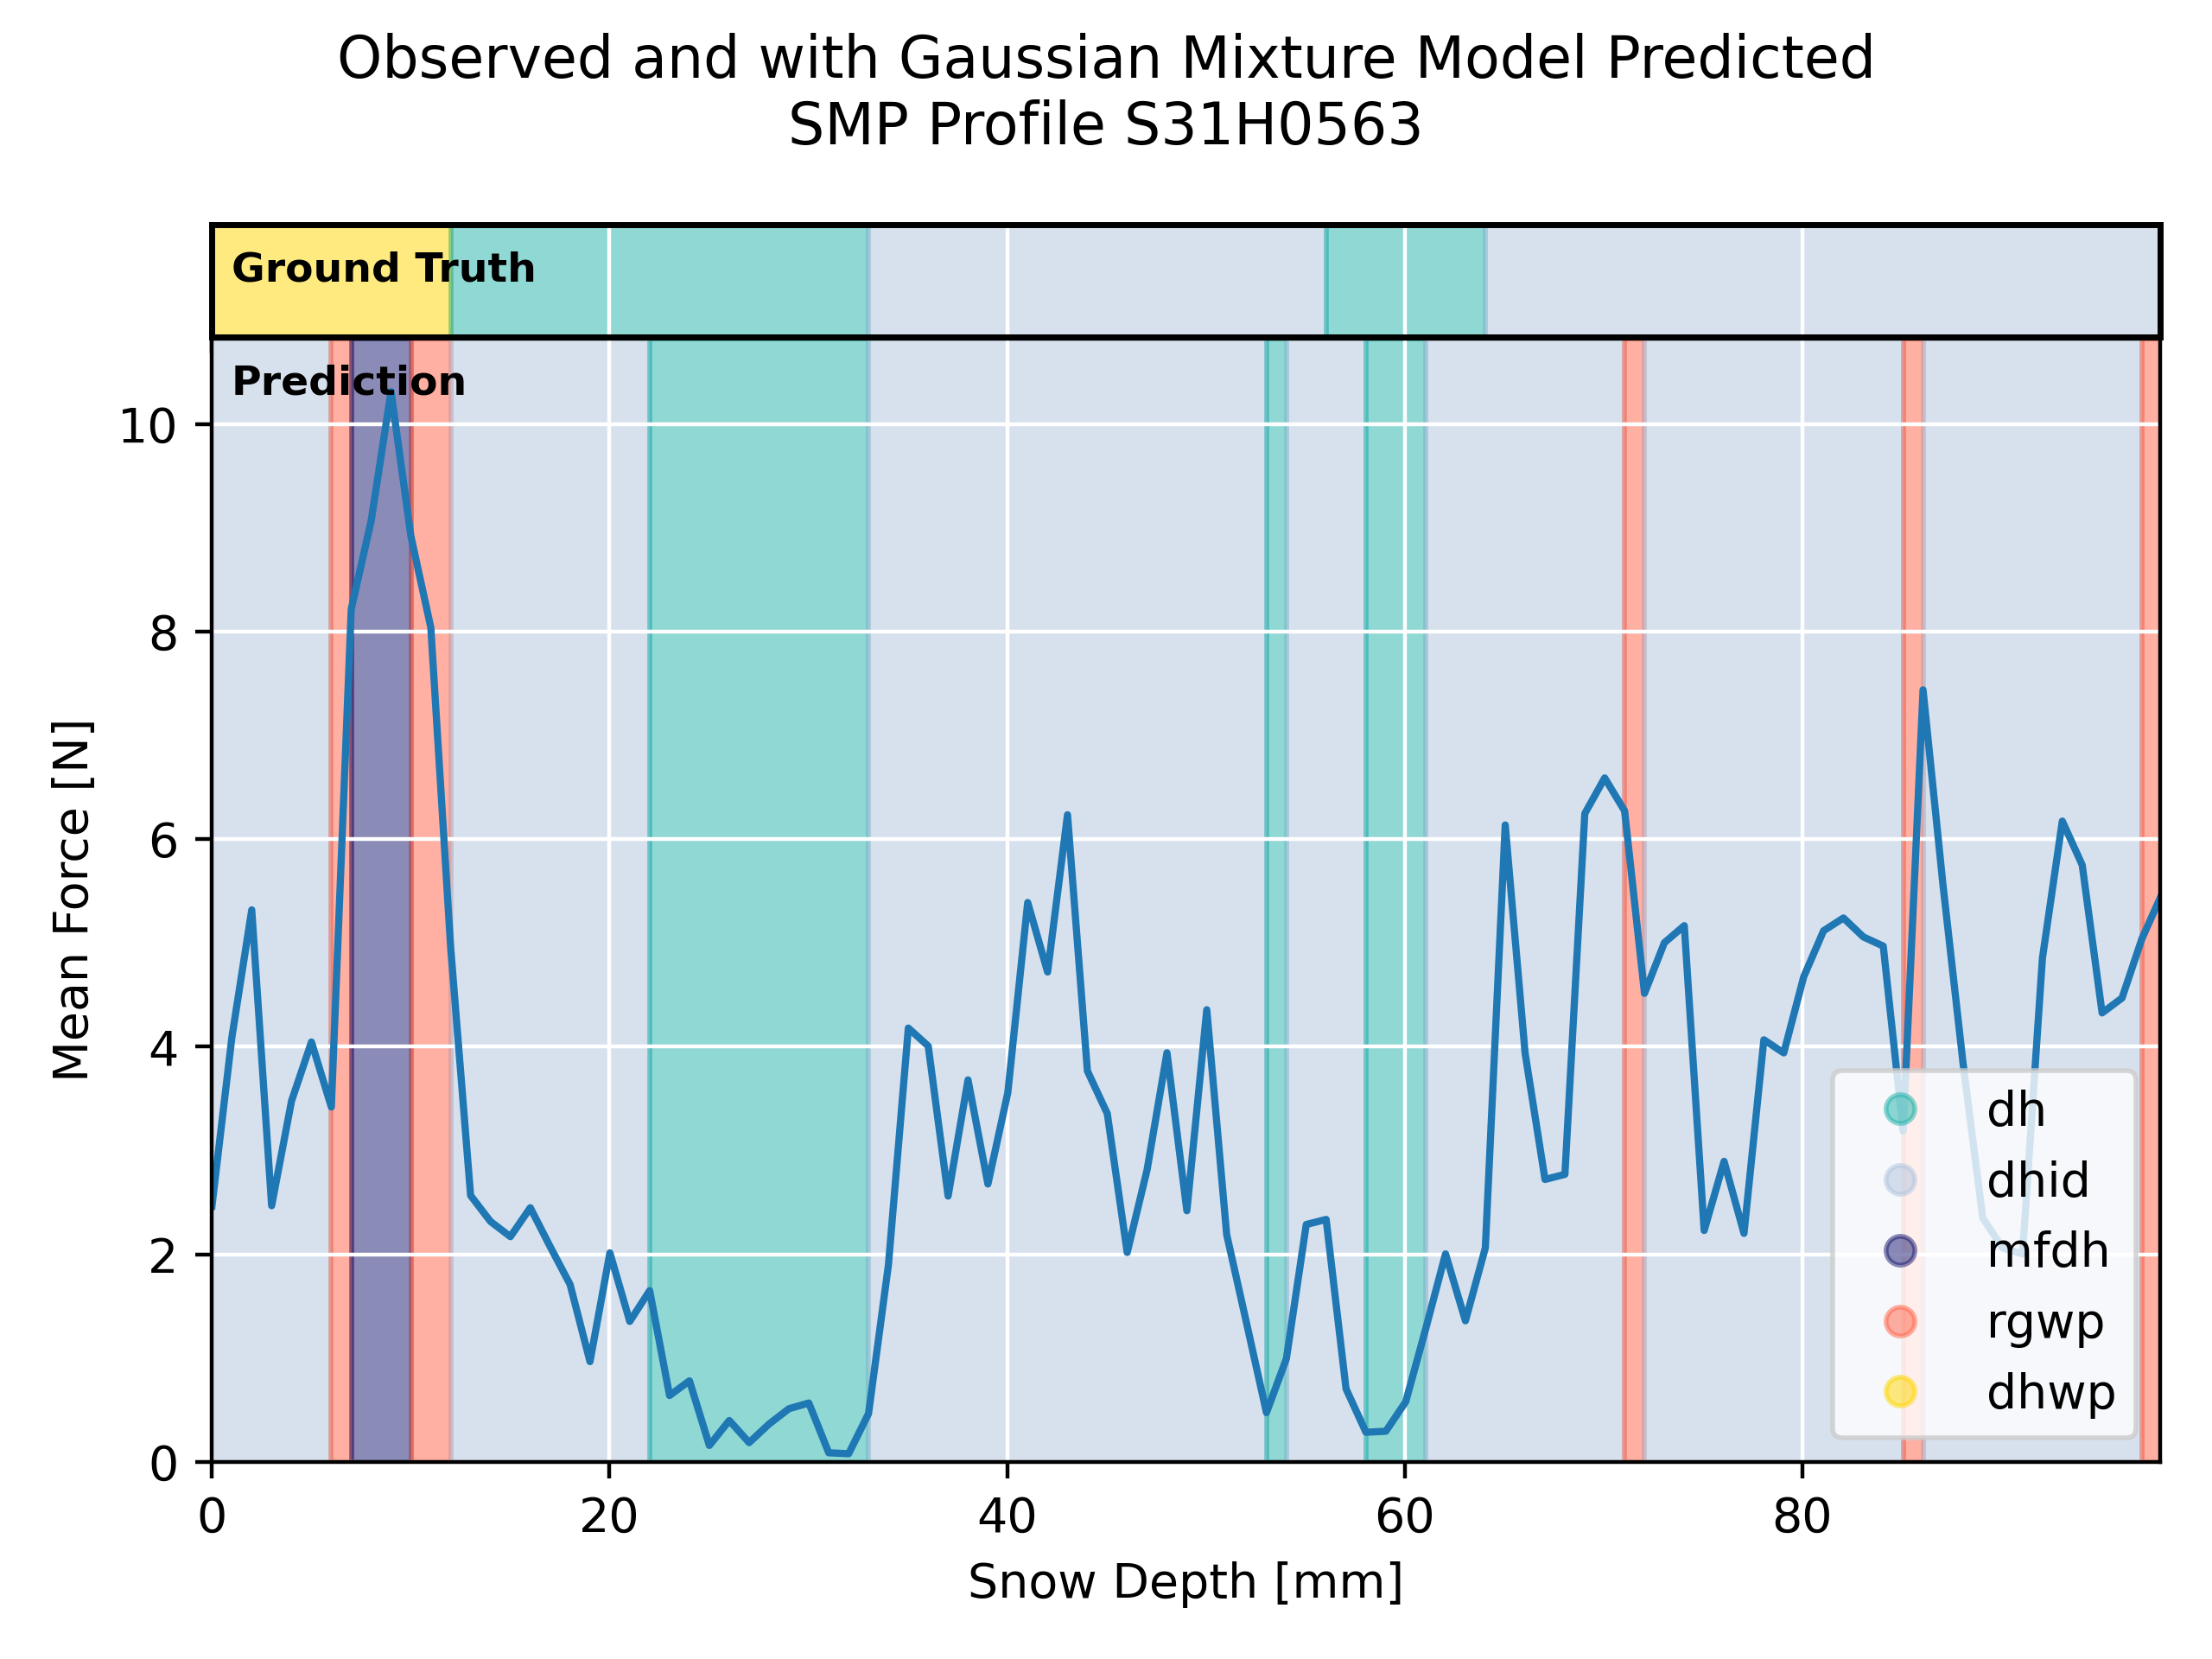 Observed and with Gaussian Mixture Model Predicted
SMP Profile S31H0563
Ground Truth
Prediction
10
8
6
4
2
0
Mean Force [N]
dh
dhid
mfdh
rgwp
dhwp
0 20 40 60 80
Snow Depth [mm]